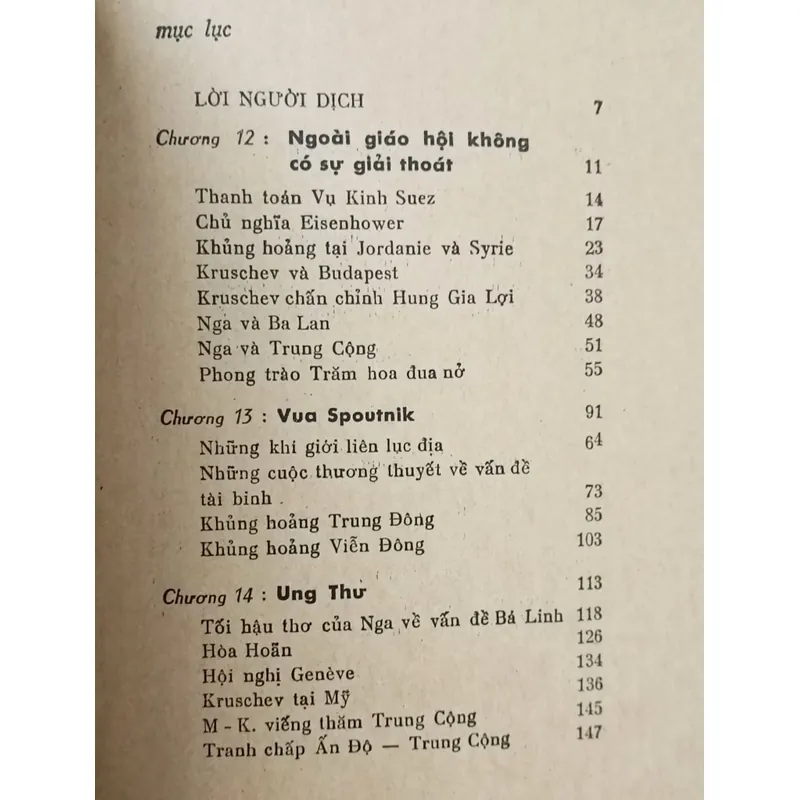 mục lục
LỜI NGƯỜI DỊCH 7
Chương 12 : Ngoài giáo hội không
có sự giải thoát 11
Thanh toán Vụ Kinh Suez 14
Chủ nghĩa Eisenhower 17
Khủng hoảng tại Jordanie và Syrie 23
Kruschev và Budapest 34
Kruschev chấn chỉnh Hung Gia Lợi 38
Nga và Ba Lan 48
Nga và Trung Cộng 51
Phong trào Trăm hoa đua nở 55
Chương 13 : Vua Spoutnik 91
Những khí giới liên lục địa 64
Những cuộc thương thuyết về vấn đề
tài binh 73
Khủng hoảng Trung Đông 85
Khủng hoảng Viễn Đông 103
Chương 14 : Ung Thư 113
Tối hậu thơ của Nga về vấn đề Bá Linh 118
Hòa Hoãn 126
Hội nghị Genève 134
Kruschev tại Mỹ 136
M - K. viếng thăm Trung Cộng 145
Tranh chấp Ấn Độ — Trung Cộng 147